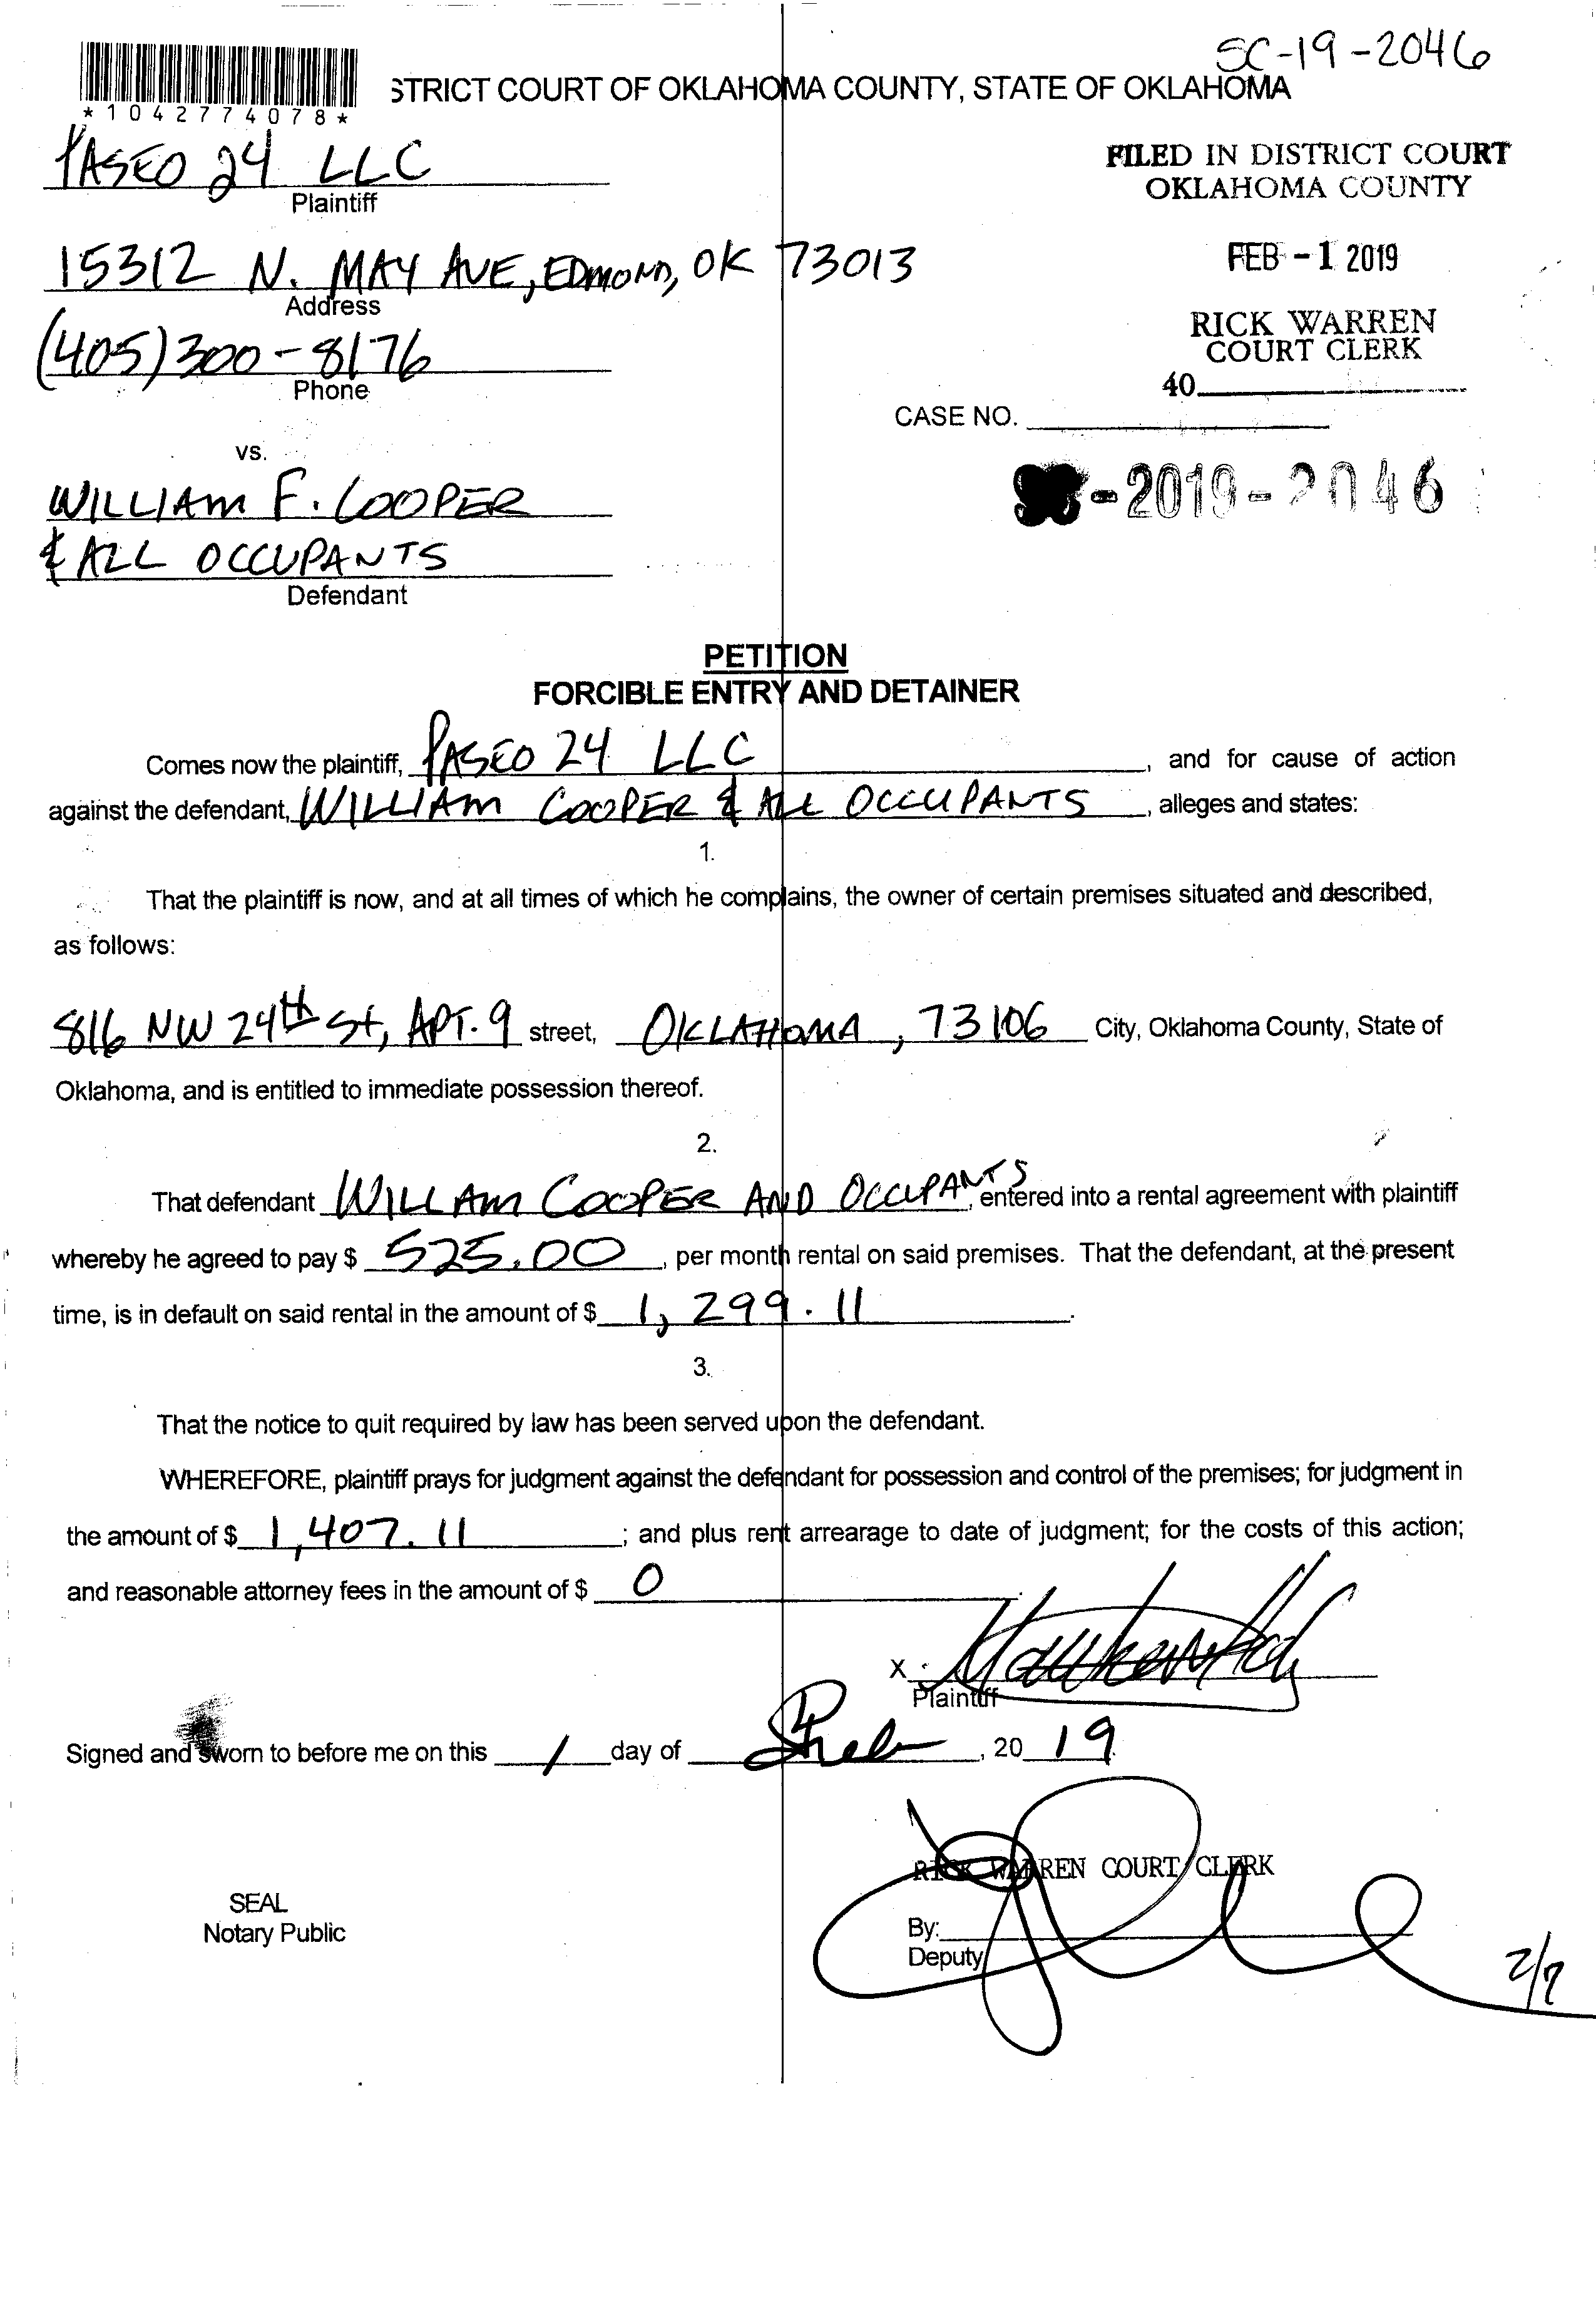 SC-19-2046
STRICT COURT OF OKLAHOMA COUNTY, STATE OF OKLAHOMA
*1042774078*
PASEO 24 LLC
Plaintiff
FILED IN DISTRICT COURT
OKLAHOMA COUNTY
15312 N. MAY AVE, EDMOND, OK 73013
Address
FEB -1 2019
(405)300-8176
Phone
RICK WARREN
COURT CLERK
40
CASE NO.
vs.
WILLIAM F. COOPER
& ALL OCCUPANTS
Defendant
-2019-2046
PETITION
FORCIBLE ENTRY AND DETAINER
Comes now the plaintiff, PASEO 24 LLC, and for cause of action
against the defendant, WILLIAM COOPER & ALL OCCUPANTS, alleges and states:
1.
That the plaintiff is now, and at all times of which he complains, the owner of certain premises situated and described,
as follows:
816 NW 24th St, APT. 9 street, OKLAHOMA, 73106 City, Oklahoma County, State of
Oklahoma, and is entitled to immediate possession thereof.
2.
That defendant WILLAM COOPER AND OCCUPANTS, entered into a rental agreement with plaintiff
whereby he agreed to pay $ 525.00, per month rental on said premises. That the defendant, at the present
time, is in default on said rental in the amount of $ 1,299.11.
3.
That the notice to quit required by law has been served upon the defendant.
WHEREFORE, plaintiff prays for judgment against the defendant for possession and control of the premises; for judgment in
the amount of $ 1,407.11; and plus rent arrearage to date of judgment; for the costs of this action;
and reasonable attorney fees in the amount of $ 0.
X
Plaintiff
Signed and sworn to before me on this 1 day of Feb, 20 19.
RICK WARREN COURT CLERK
SEAL
Notary Public
By:
Deputy
2/7